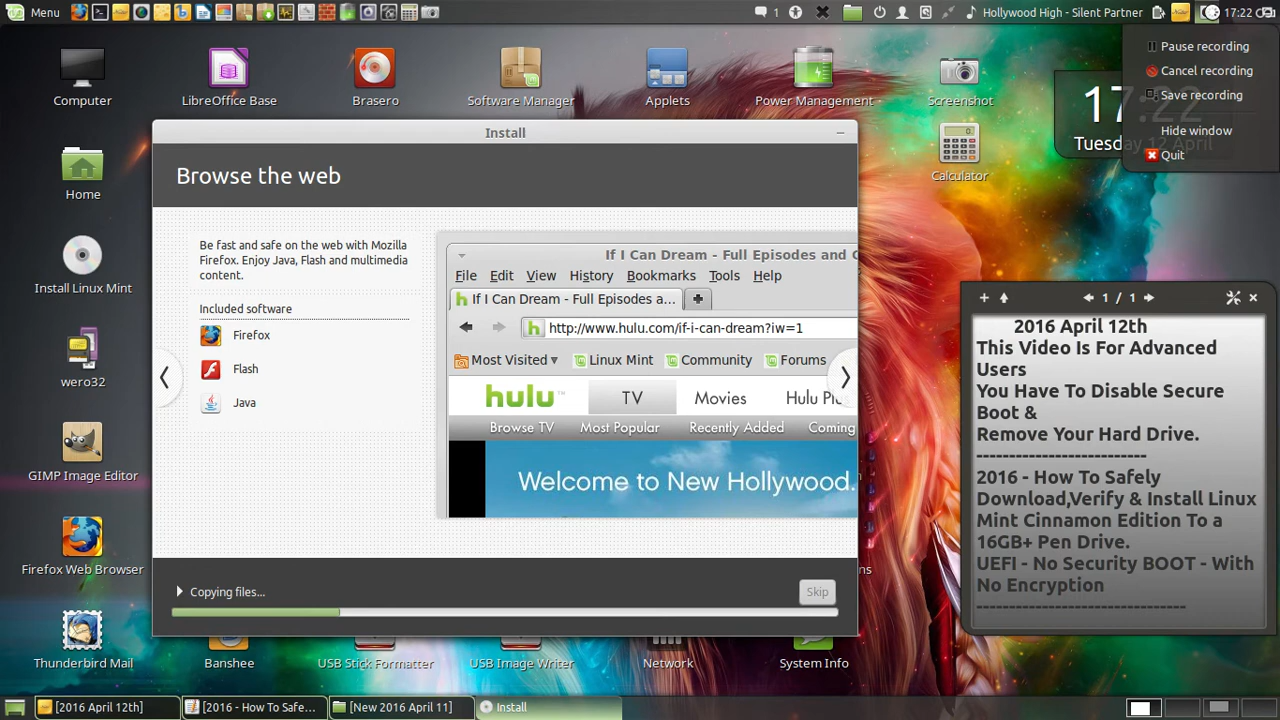 Menu
1
Hollywood High - Silent Partner
17:22
Pause recording
Cancel recording
Save recording
Hide window
Quit
17:22
Tuesday 12 April
Computer
LibreOffice Base
Brasero
Software Manager
Applets
Power Management
Screenshot
Calculator
Home
Install Linux Mint
wero32
GIMP Image Editor
Firefox Web Browser
Thunderbird Mail
Banshee
USB Stick Formatter
USB Image Writer
Network
System Info
Install
Browse the web
Be fast and safe on the web with Mozilla
Firefox. Enjoy Java, Flash and multimedia
content.
Included software
Firefox
Flash
Java
If I Can Dream - Full Episodes and
File Edit View History Bookmarks Tools Help
If I Can Dream - Full Episodes a...
http://www.hulu.com/if-i-can-dream?iw=1
Most Visited Linux Mint Community Forums
hulu™ TV Movies Hulu
Browse TV Most Popular Recently Added Coming
Welcome to New Hollywood.
Copying files...
Skip
1 / 1
2016 April 12th
This Video Is For Advanced
Users
You Have To Disable Secure
Boot &
Remove Your Hard Drive.
--------------------------
2016 - How To Safely
Download,Verify & Install Linux
Mint Cinnamon Edition To a
16GB+ Pen Drive.
UEFI - No Security BOOT - With
No Encryption
--------------------------------
[2016 April 12th]
[2016 - How To Safe...
[New 2016 April 11]
Install